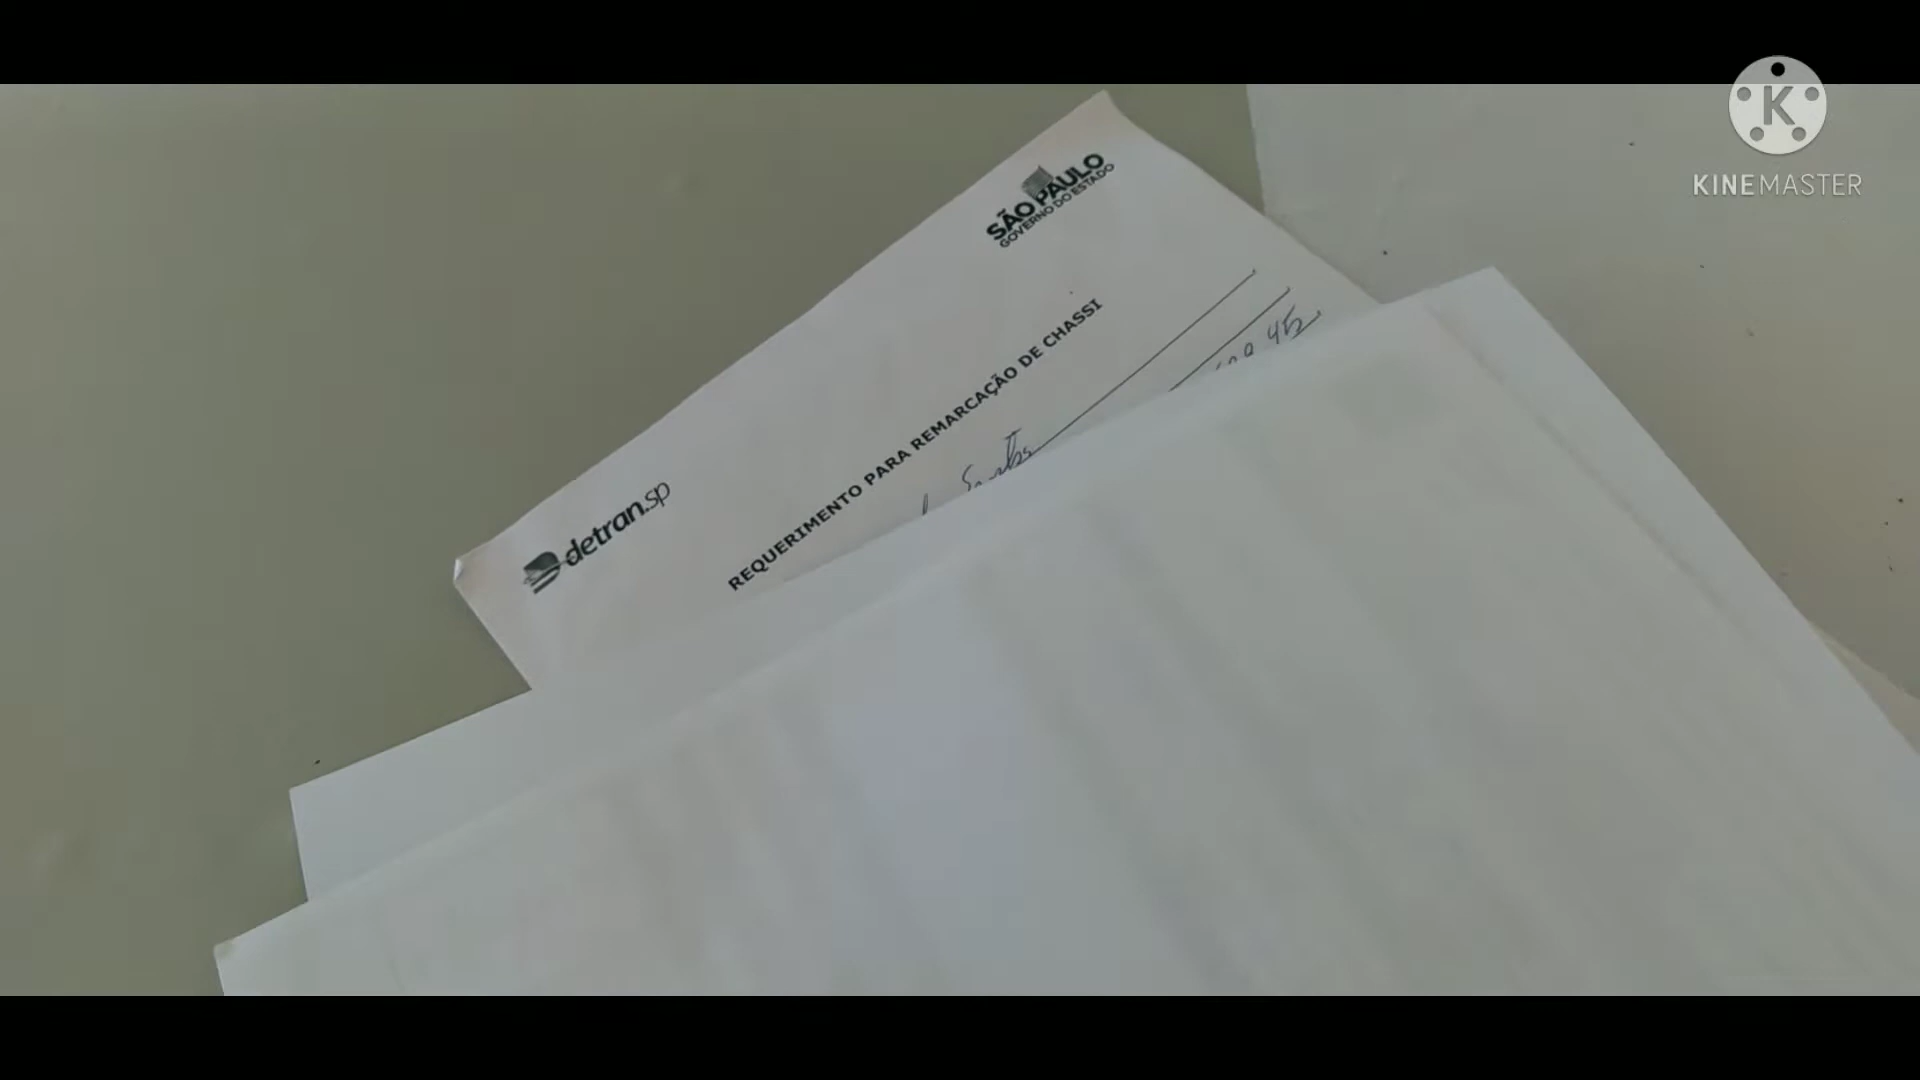 KINEMASTER
SÃO PAULO
GOVERNO DO ESTADO
detran.sp
REQUERIMENTO PARA REMARCAÇÃO DE CHASSI